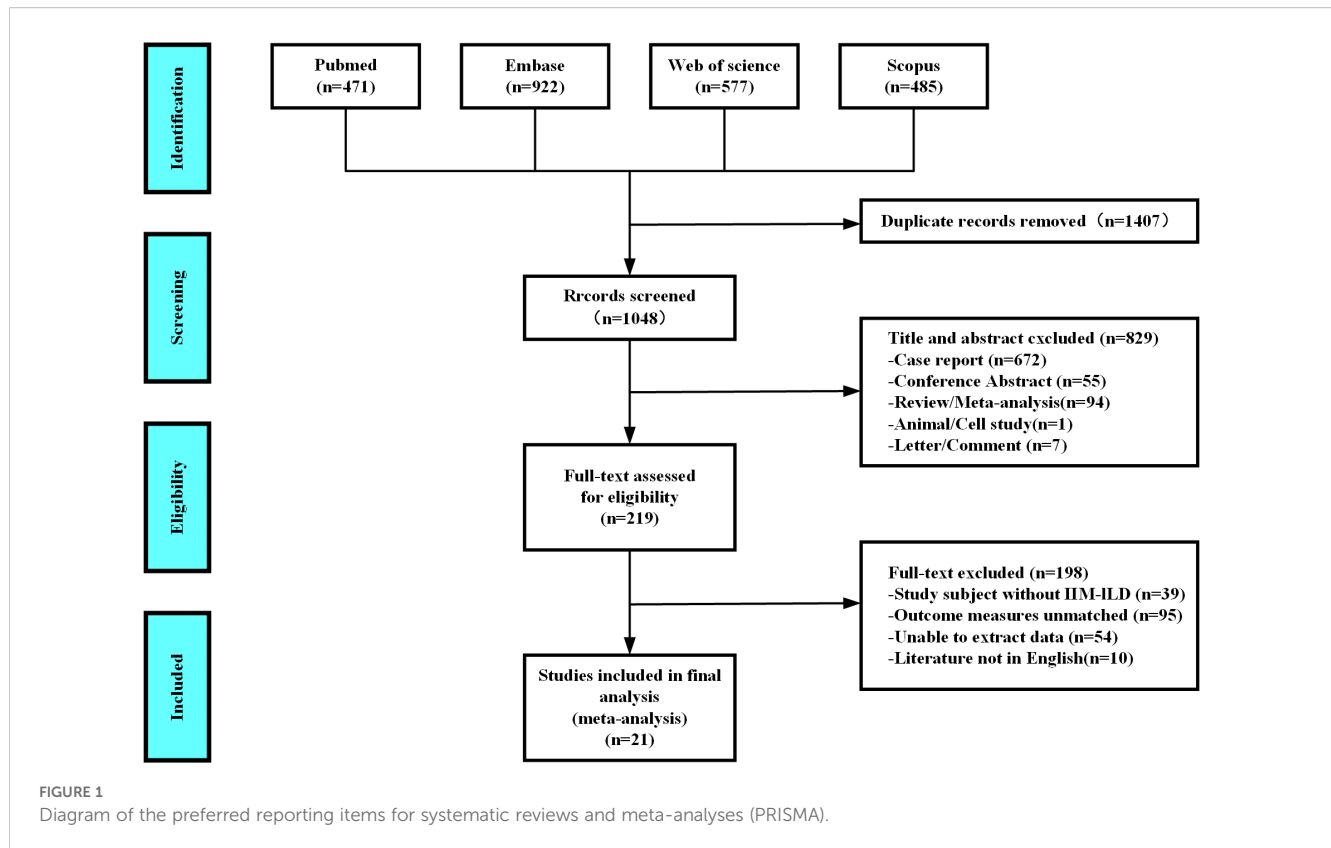 Identification
Pubmed
(n=471)
Embase
(n=922)
Web of science
(n=577)
Scopus
(n=485)
Duplicate records removed（n=1407）
Screening
Rrcords screened
（n=1048）
Title and abstract cxcluded (n=829)
-Case report (n=672)
-Conference Abstract (n=55)
-Review/Meta-analysis(n=94)
-Animal/Cell study(n=1)
-Letter/Comment (n=7)
Eligibility
Full-text assessed
for eligibility
(n=219)
Full-text excluded (n=198)
-Study subject without IIM-lLD (n=39)
-Outcome measures unmatched (n=95)
-Unable to extract data (n=54)
-Literature not in English(n=10)
Included
Studies included in final
analysis
(meta-analysis)
(n=21)
FIGURE 1
Diagram of the preferred reporting items for systematic reviews and meta-analyses (PRISMA).